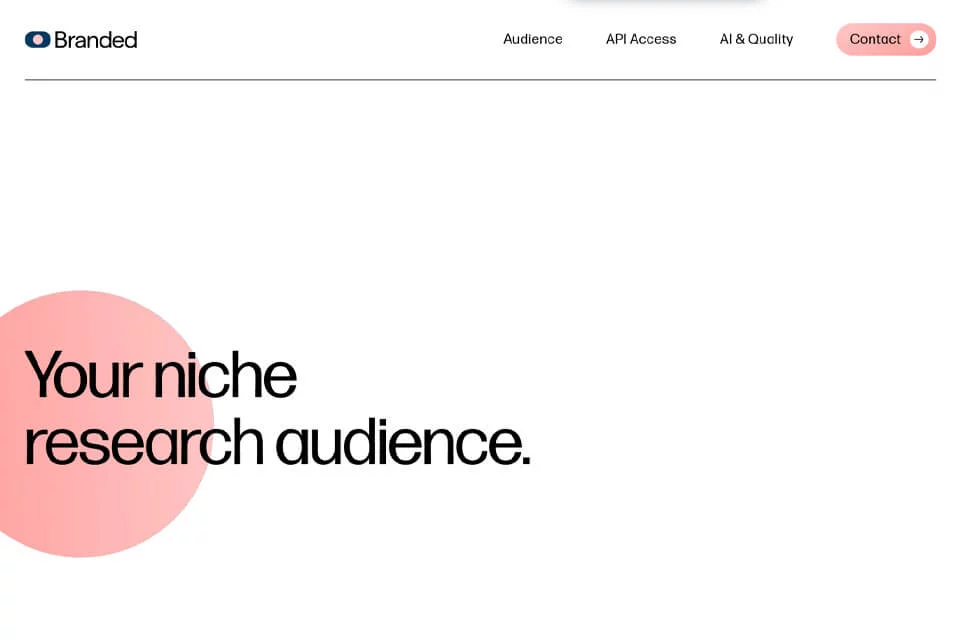 Branded
Audience
API Access
AI & Quality
Contact →
Your niche
research audience.